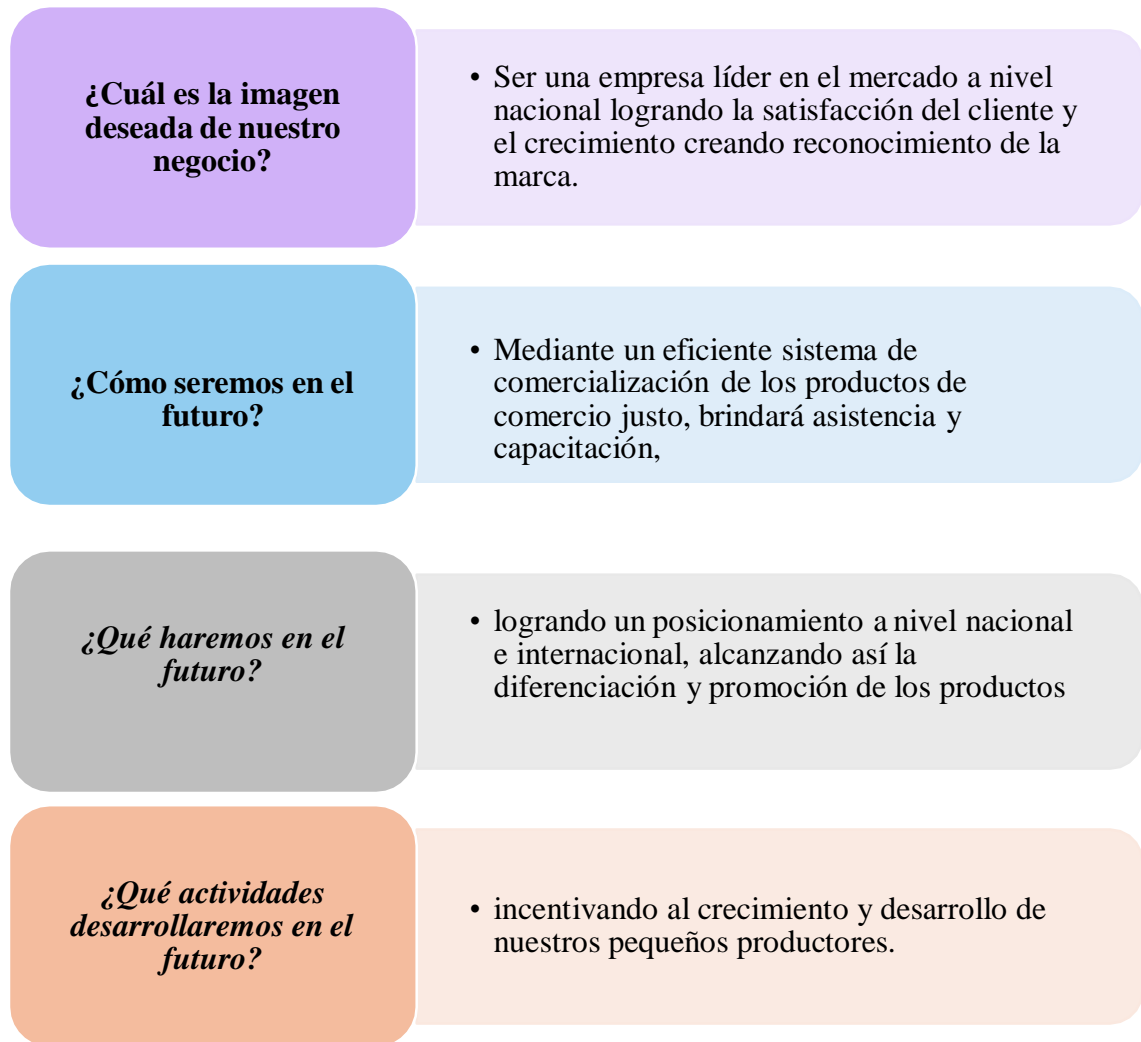 ¿Cuál es la imagen
deseada de nuestro
negocio?
• Ser una empresa líder en el mercado a nivel
nacional logrando la satisfacción del cliente y
el crecimiento creando reconocimiento de la
marca.
¿Cómo seremos en el
futuro?
• Mediante un eficiente sistema de
comercialización de los productos de
comercio justo, brindará asistencia y
capacitación,
¿Qué haremos en el
futuro?
• logrando un posicionamiento a nivel nacional
e internacional, alcanzando así la
diferenciación y promoción de los productos
¿Qué actividades
desarrollaremos en el
futuro?
• incentivando al crecimiento y desarrollo de
nuestros pequeños productores.